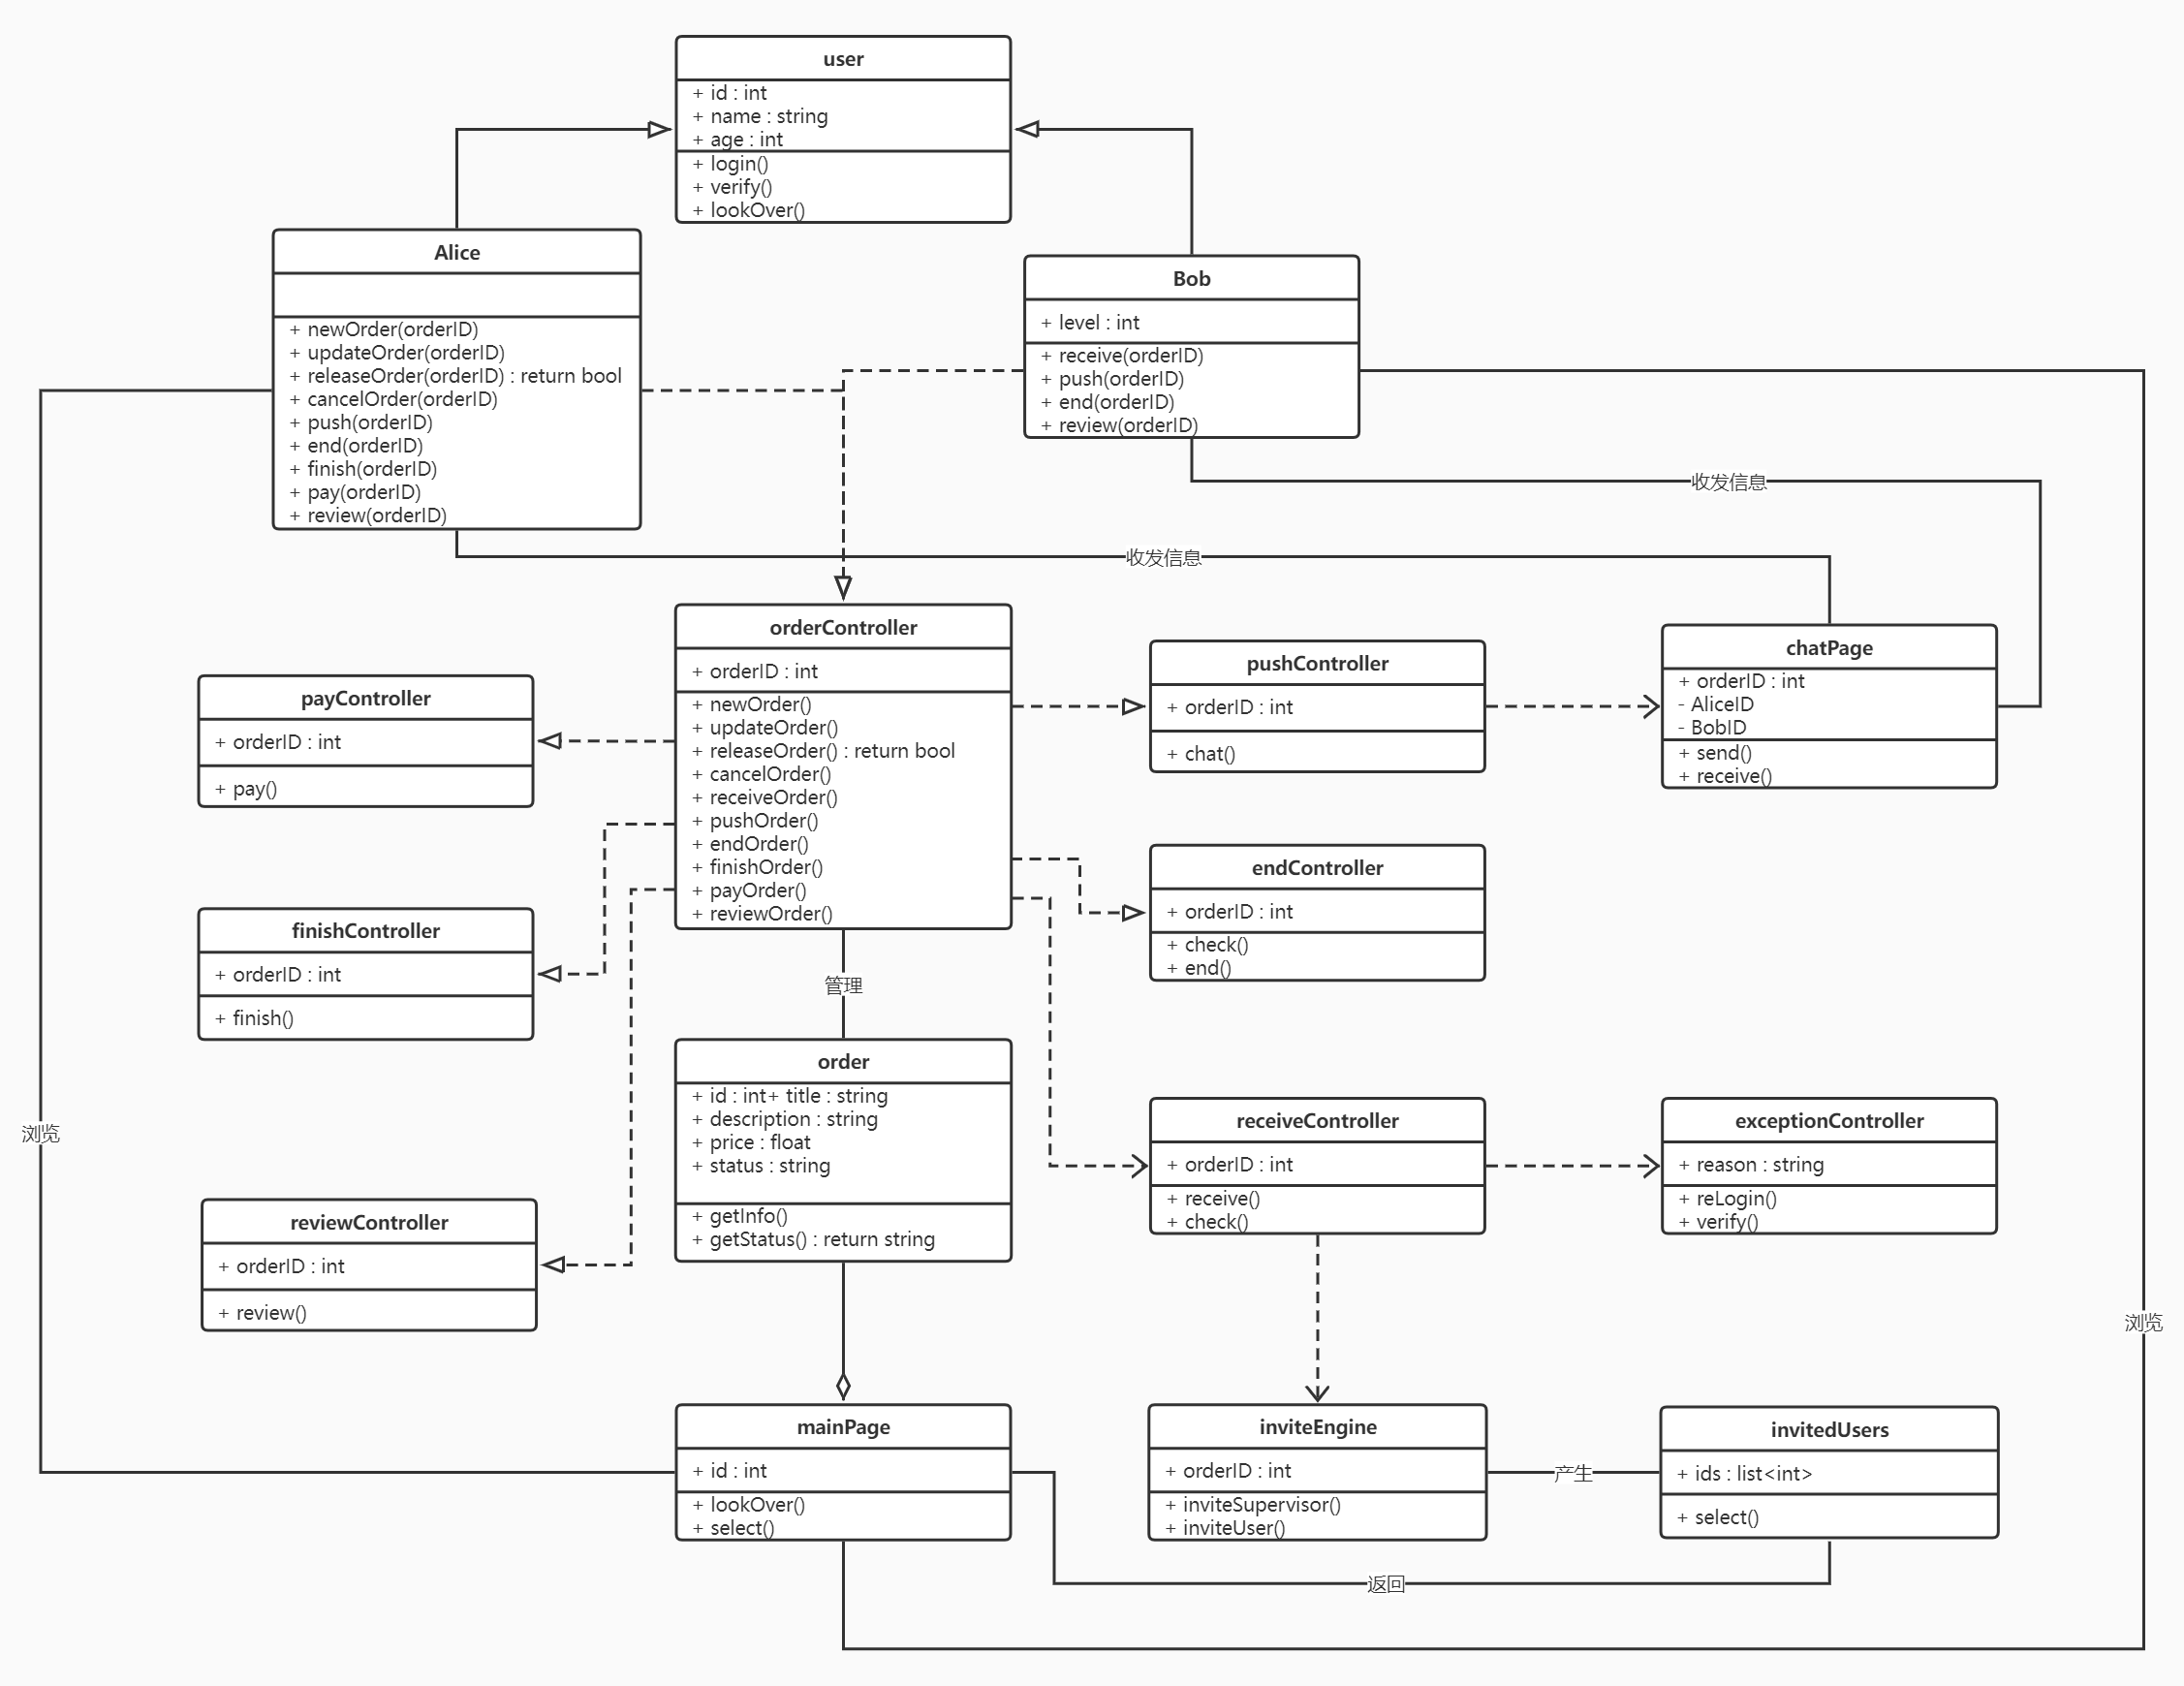 user
+ id : int
+ name : string
+ age : int
+ login()
+ verify()
+ lookOver()
Alice
+ newOrder(orderID)
+ updateOrder(orderID)
+ releaseOrder(orderID) : return bool
+ cancelOrder(orderID)
+ push(orderID)
+ end(orderID)
+ finish(orderID)
+ pay(orderID)
+ review(orderID)
Bob
+ level : int
+ receive(orderID)
+ push(orderID)
+ end(orderID)
+ review(orderID)
收发信息
收发信息
orderController
+ orderID : int
+ newOrder()
+ updateOrder()
+ releaseOrder() : return bool
+ cancelOrder()
+ receiveOrder()
+ pushOrder()
+ endOrder()
+ finishOrder()
+ payOrder()
+ reviewOrder()
pushController
+ orderID : int
+ chat()
chatPage
+ orderID : int
- AliceID
- BobID
+ send()
+ receive()
payController
+ orderID : int
+ pay()
endController
+ orderID : int
+ check()
+ end()
finishController
+ orderID : int
+ finish()
管理
order
+ id : int+ title : string
+ description : string
+ price : float
+ status : string
+ getInfo()
+ getStatus() : return string
receiveController
+ orderID : int
+ receive()
+ check()
exceptionController
+ reason : string
+ reLogin()
+ verify()
浏览
reviewController
+ orderID : int
+ review()
浏览
mainPage
+ id : int
+ lookOver()
+ select()
inviteEngine
+ orderID : int
+ inviteSupervisor()
+ inviteUser()
产生
invitedUsers
+ ids : list<int>
+ select()
返回